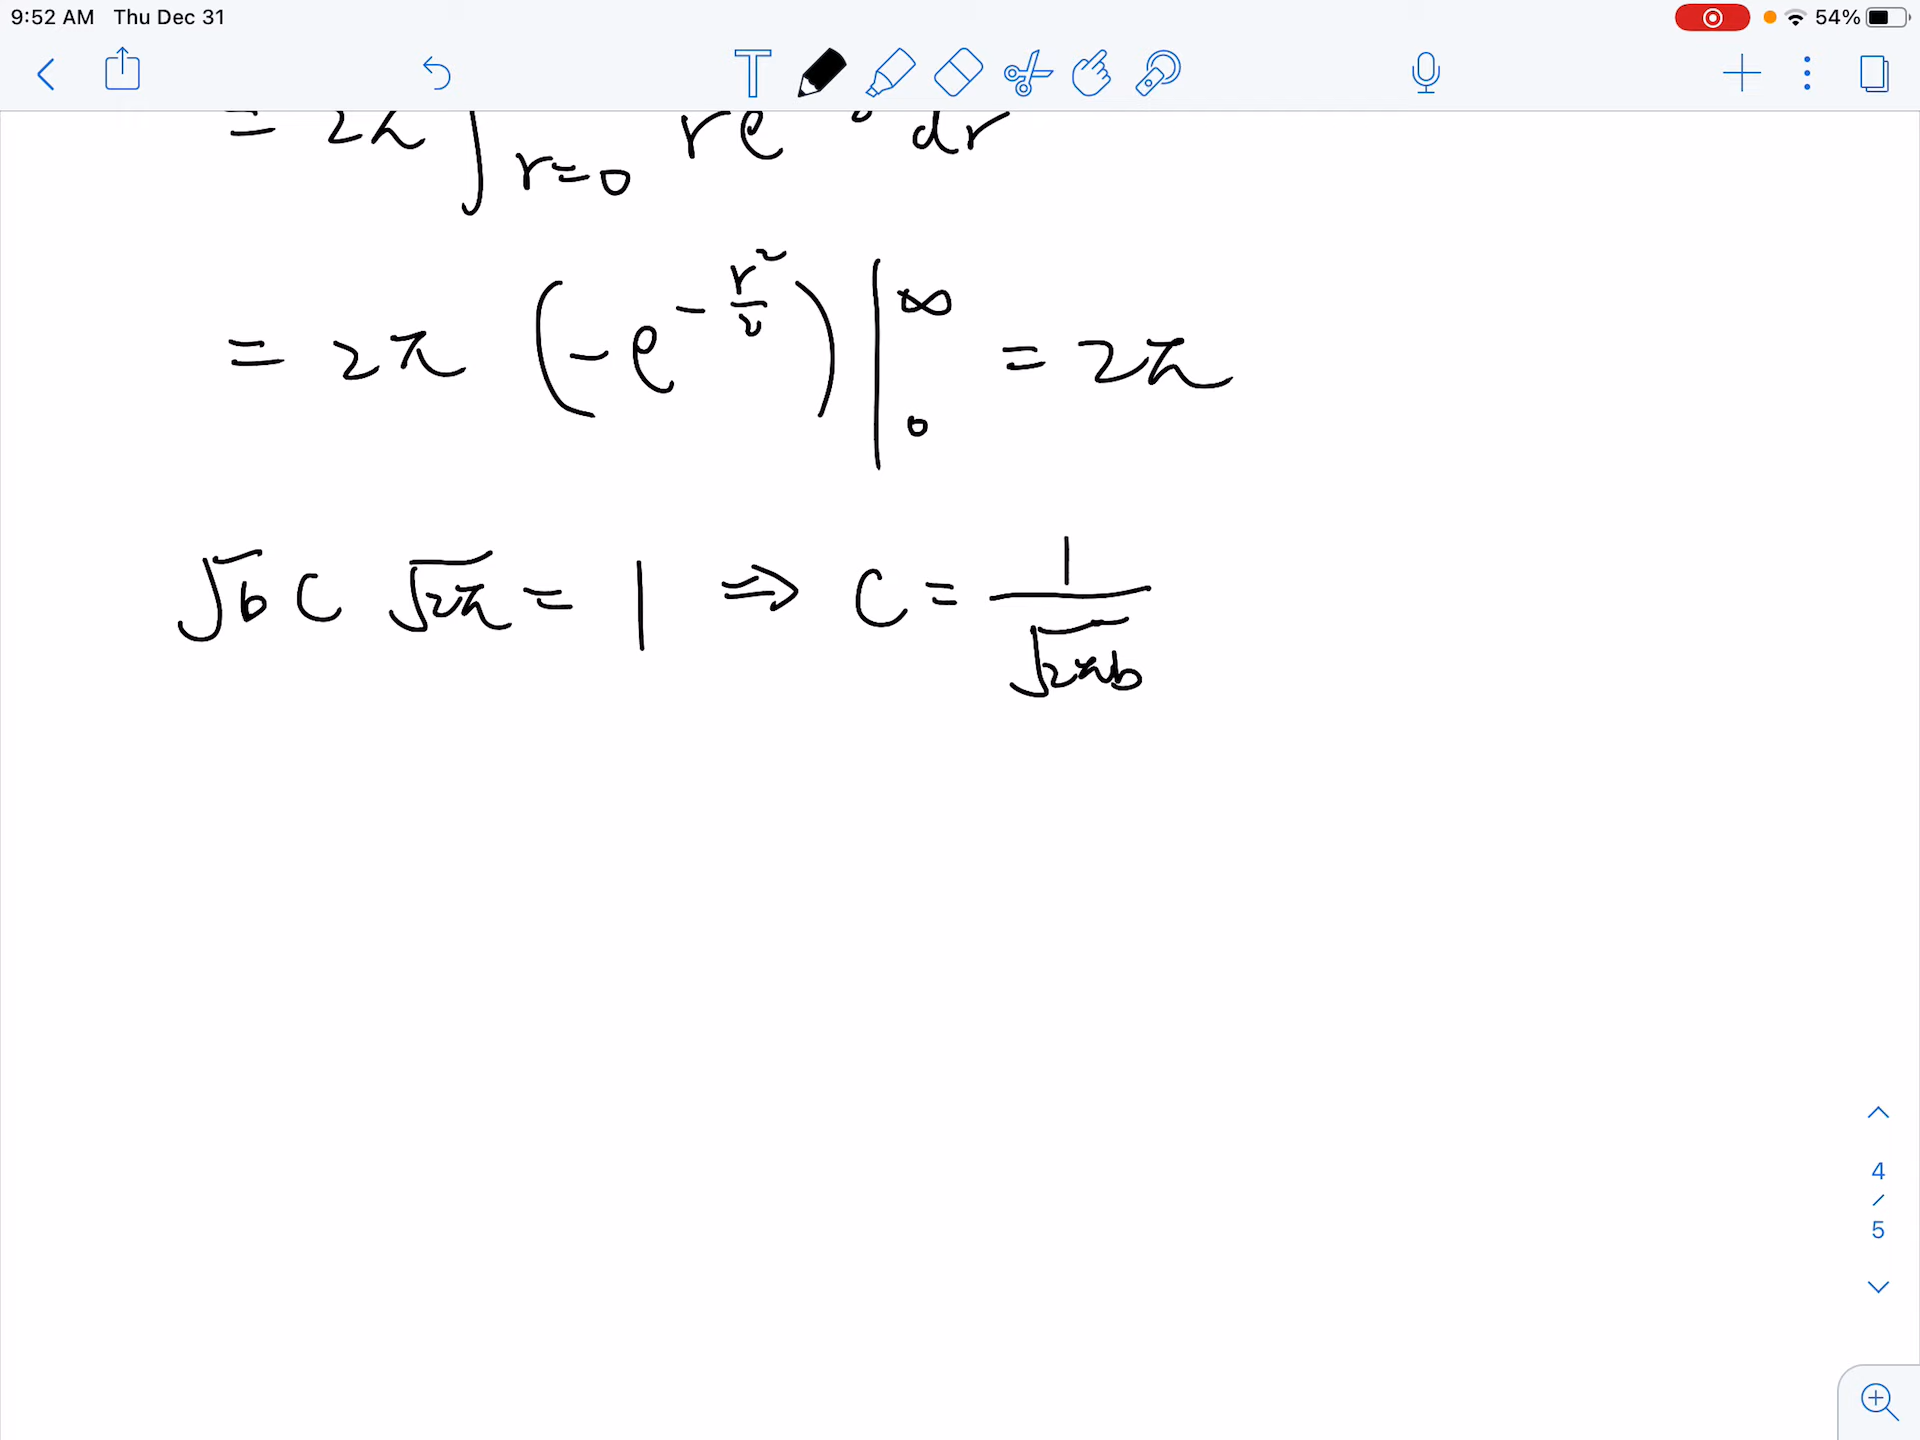 9:52 AM Thu Dec 31
54%
T
= 2π ∫ r=0 re dr
= 2π (-e^{-r²/2}) |_0^∞ = 2π
√b C √2π = 1 ⇒ C = 1/√2πb
4
/
5